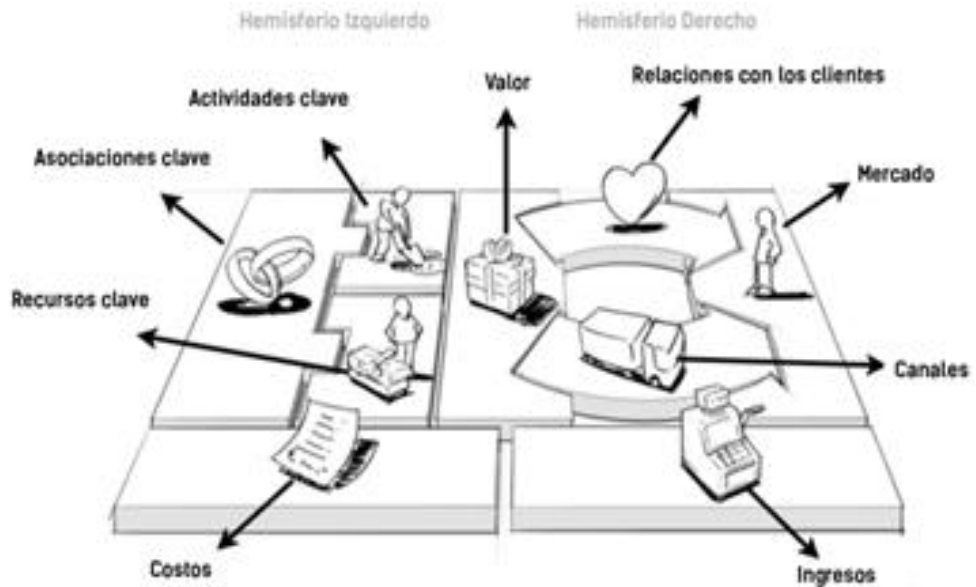 Hemisferio Izquierdo
Hemisferio Derecho
Actividades clave
Valor
Relaciones con los clientes
Asociaciones clave
Mercado
Recursos clave
Canales
Costos
Ingresos